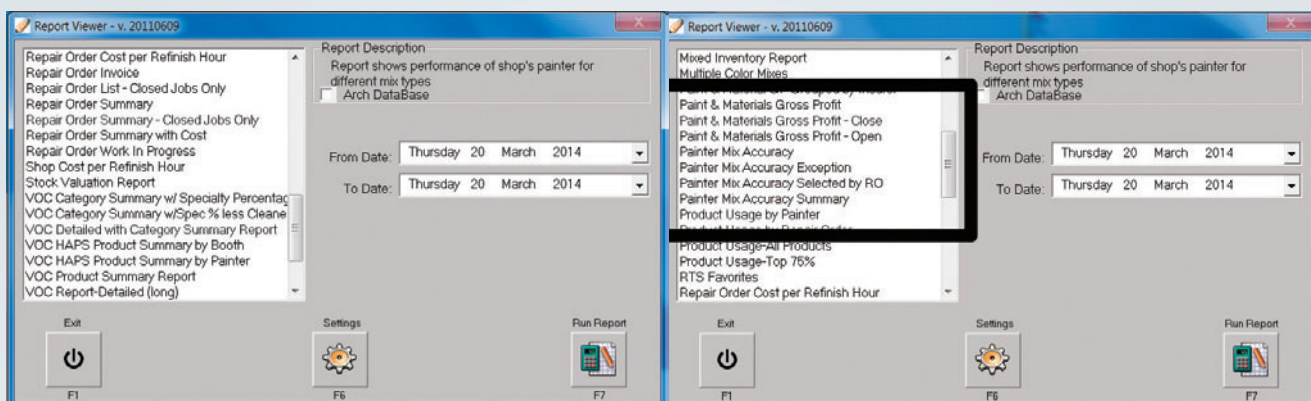 Report Viewer - v. 20110609
Repair Order Cost per Refinish Hour
Repair Order Invoice
Repair Order List - Closed Jobs Only
Repair Order Summary
Repair Order Summary - Closed Jobs Only
Repair Order Summary with Cost
Repair Order Work In Progress
Shop Cost per Refinish Hour
Stock Valuation Report
VOC Category Summary w/ Specialty Percentag
VOC Category Summary w/Spec % less Cleane
VOC Detailed with Category Summary Report
VOC HAPS Product Summary by Booth
VOC HAPS Product Summary by Painter
VOC Product Summary Report
VOC Report-Detailed (long)
Report Description
Report shows performance of shop's painter for
different mix types
Arch DataBase
From Date: Thursday 20 March 2014
To Date: Thursday 20 March 2014
Exit
F1
Settings
F6
Run Report
F7
Report Viewer - v. 20110609
Mixed Inventory Report
Multiple Color Mixes
Paint & Materials Gross Profit
Paint & Materials Gross Profit - Close
Paint & Materials Gross Profit - Open
Painter Mix Accuracy
Painter Mix Accuracy Exception
Painter Mix Accuracy Selected by RO
Painter Mix Accuracy Summary
Product Usage by Painter
Product Usage by Repair Order
Product Usage-All Products
Product Usage-Top 75%
RTS Favorites
Repair Order Cost per Refinish Hour
Report Description
Report shows performance of shop's painter for
different mix types
Arch DataBase
From Date: Thursday 20 March 2014
To Date: Thursday 20 March 2014
Exit
F1
Settings
F6
Run Report
F7